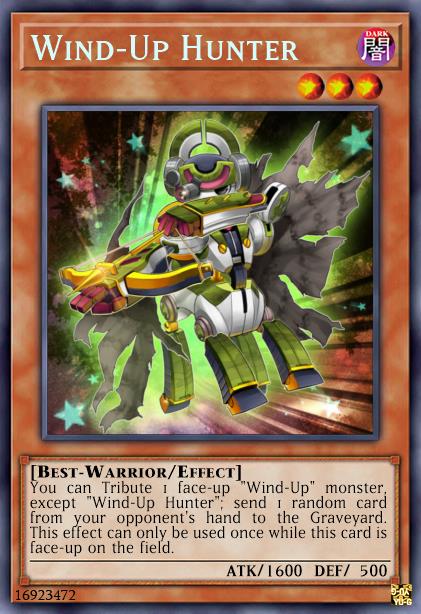 WIND-UP HUNTER
DARK
闇
[BEST-WARRIOR/EFFECT]
You can Tribute 1 face-up "Wind-Up" monster,
except "Wind-Up Hunter"; send 1 random card
from your opponent's hand to the Graveyard.
This effect can only be used once while this card is
face-up on the field.
ATK/1600 DEF/ 500
16923472